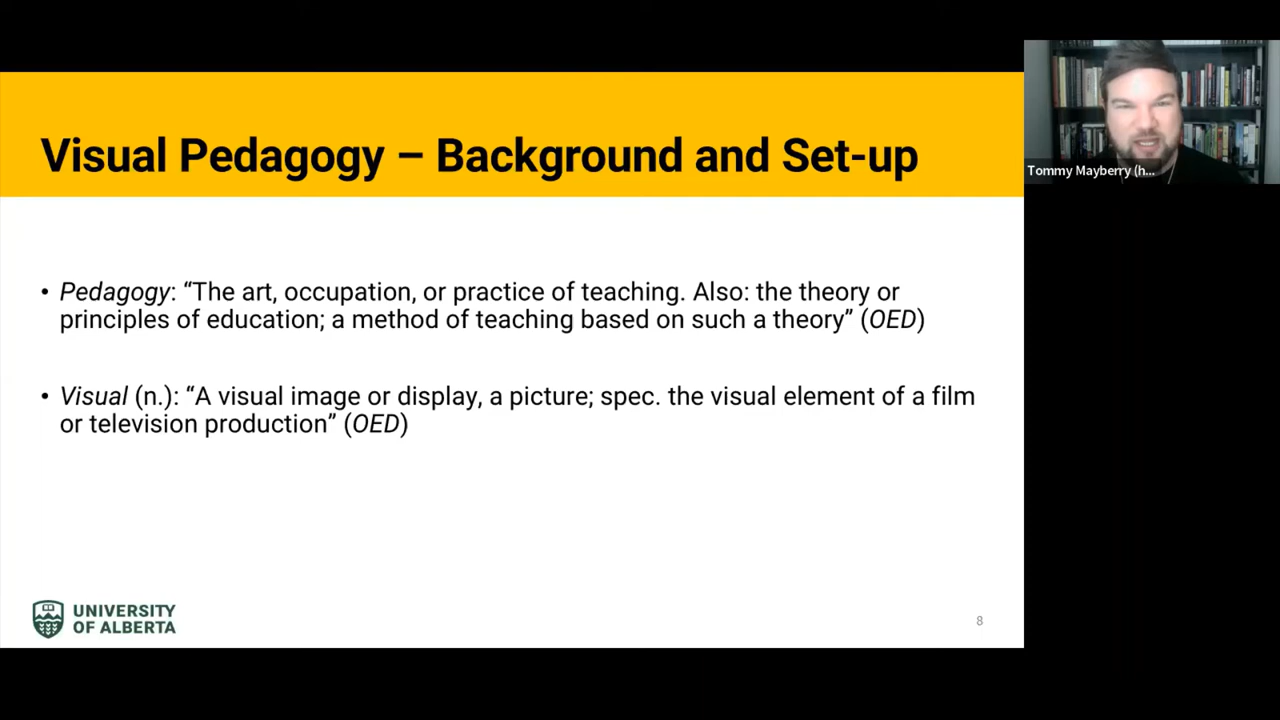 Visual Pedagogy – Background and Set-up
Tommy Mayberry (h...
• Pedagogy: “The art, occupation, or practice of teaching. Also: the theory or
principles of education; a method of teaching based on such a theory” (OED)
• Visual (n.): “A visual image or display, a picture; spec. the visual element of a film
or television production” (OED)
UNIVERSITY
OF ALBERTA
8